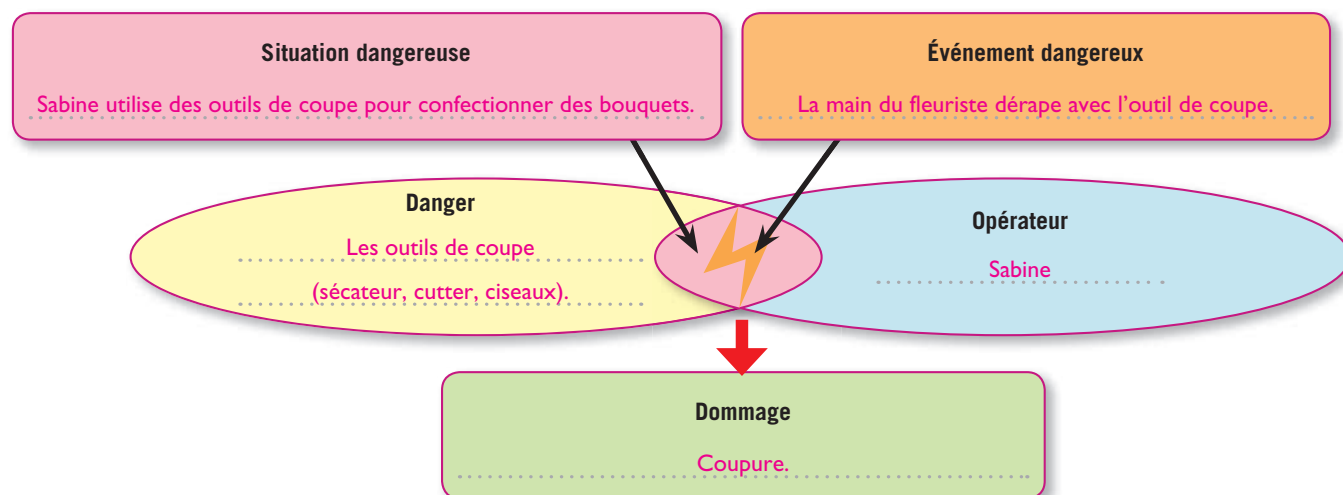 Situation dangereuse
Sabine utilise des outils de coupe pour confectionner des bouquets.
Événement dangereux
La main du fleuriste dérape avec l’outil de coupe.
Danger
Les outils de coupe
(sécateur, cutter, ciseaux).
Opérateur
Sabine
Dommage
Coupure.